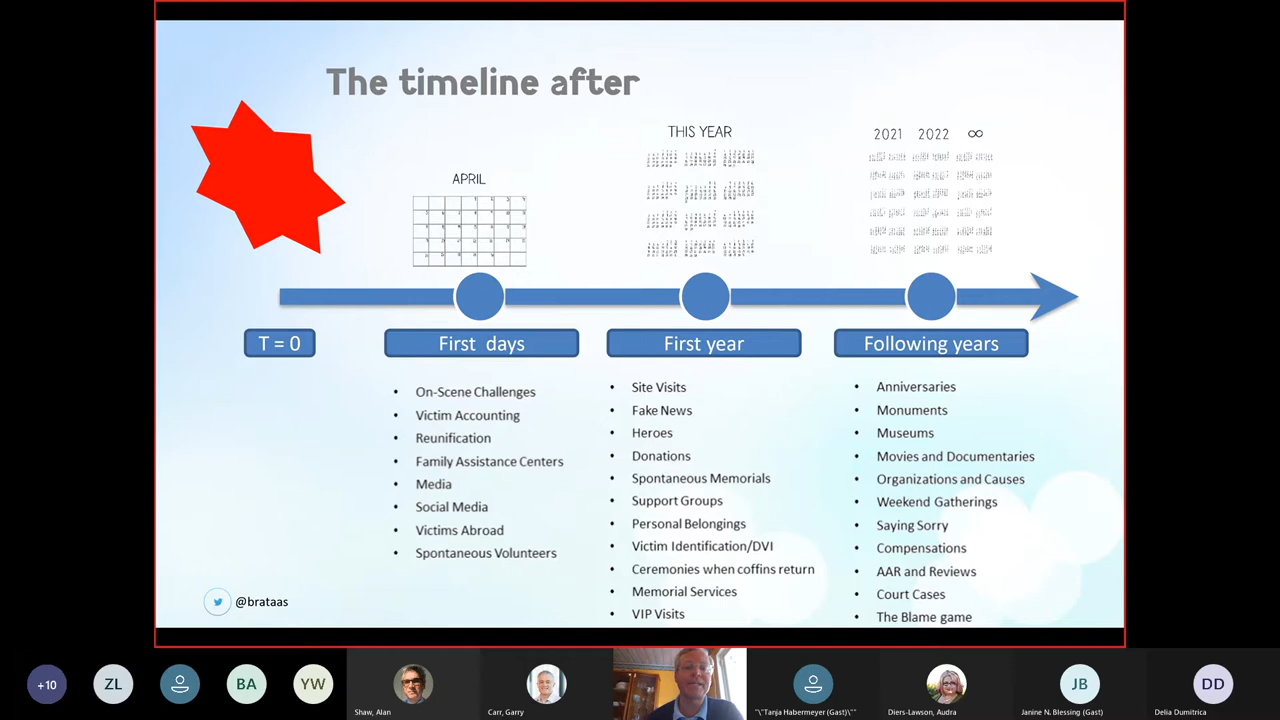 The timeline after
APRIL
THIS YEAR
2021 2022 ∞
T = 0
First days
First year
Following years
• On-Scene Challenges
• Victim Accounting
• Reunification
• Family Assistance Centers
• Media
• Social Media
• Victims Abroad
• Spontaneous Volunteers
• Site Visits
• Fake News
• Heroes
• Donations
• Spontaneous Memorials
• Support Groups
• Personal Belongings
• Victim Identification/DVI
• Ceremonies when coffins return
• Memorial Services
• VIP Visits
• Anniversaries
• Monuments
• Museums
• Movies and Documentaries
• Organizations and Causes
• Weekend Gatherings
• Saying Sorry
• Compensations
• AAR and Reviews
• Court Cases
• The Blame game
@brataas
+10
ZL
BA
YW
Shaw, Alan
Carr, Garry
"\"Tanja Habermeyer (Gast)\""
Diers-Lawson, Audra
JB
Janine N. Blessing (Gast)
DD
Delia Dumitrica